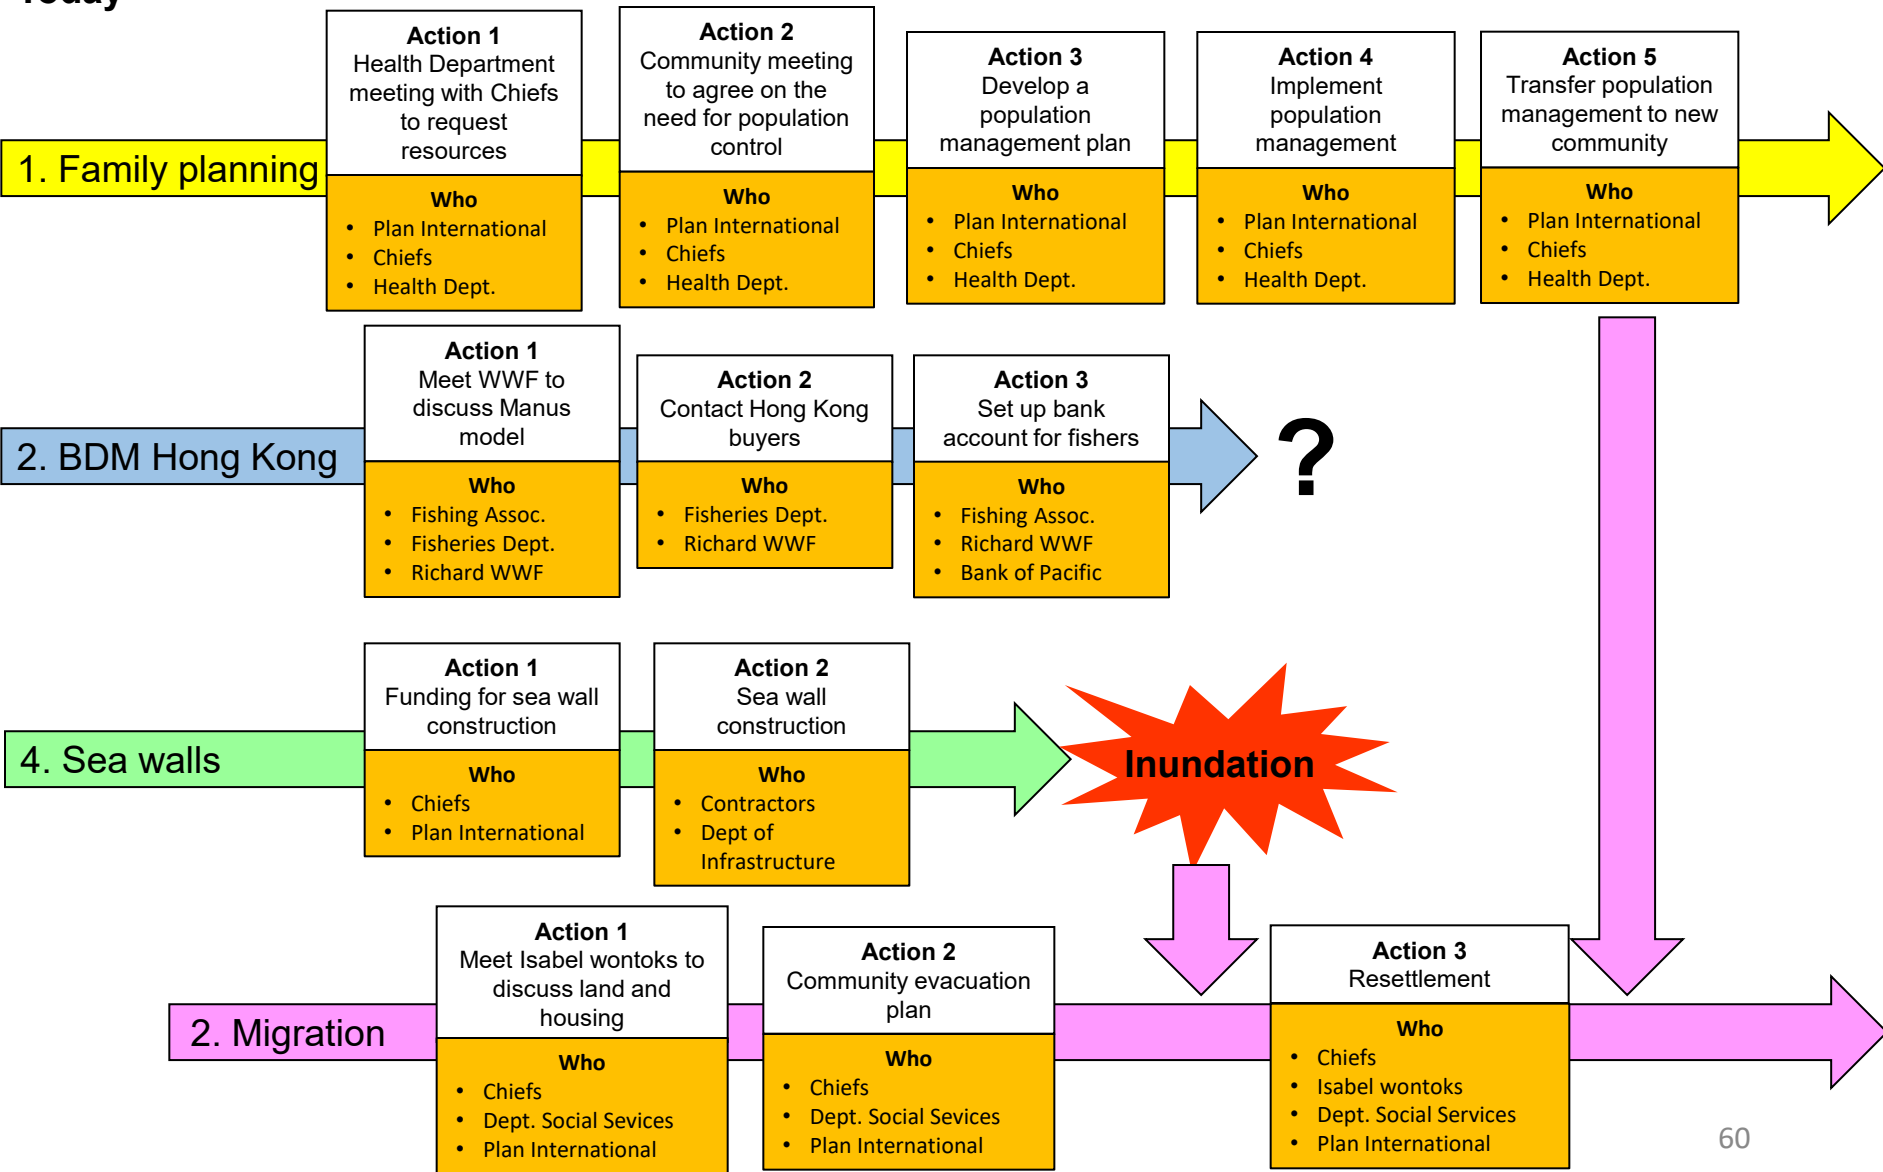 Today
Action 1
Health Department
meeting with Chiefs
to request
resources
Who
• Plan International
• Chiefs
• Health Dept.
Action 2
Community meeting
to agree on the
need for population
control
Who
• Plan International
• Chiefs
• Health Dept.
Action 3
Develop a
population
management plan
Who
• Plan International
• Chiefs
• Health Dept.
Action 4
Implement
population
management
Who
• Plan International
• Chiefs
• Health Dept.
Action 5
Transfer population
management to new
community
Who
• Plan International
• Chiefs
• Health Dept.
1. Family planning
2. BDM Hong Kong
Action 1
Meet WWF to
discuss Manus
model
Who
• Fishing Assoc.
• Fisheries Dept.
• Richard WWF
Action 2
Contact Hong Kong
buyers
Who
• Fisheries Dept.
• Richard WWF
Action 3
Set up bank
account for fishers
Who
• Fishing Assoc.
• Richard WWF
• Bank of Pacific
?
4. Sea walls
Action 1
Funding for sea wall
construction
Who
• Chiefs
• Plan International
Action 2
Sea wall
construction
Who
• Contractors
• Dept of
Infrastructure
Inundation
2. Migration
Action 1
Meet Isabel wontoks to
discuss land and
housing
Who
• Chiefs
• Dept. Social Sevices
• Plan International
Action 2
Community evacuation
plan
Who
• Chiefs
• Dept. Social Sevices
• Plan International
Action 3
Resettlement
Who
• Chiefs
• Isabel wontoks
• Dept. Social Services
• Plan International
60